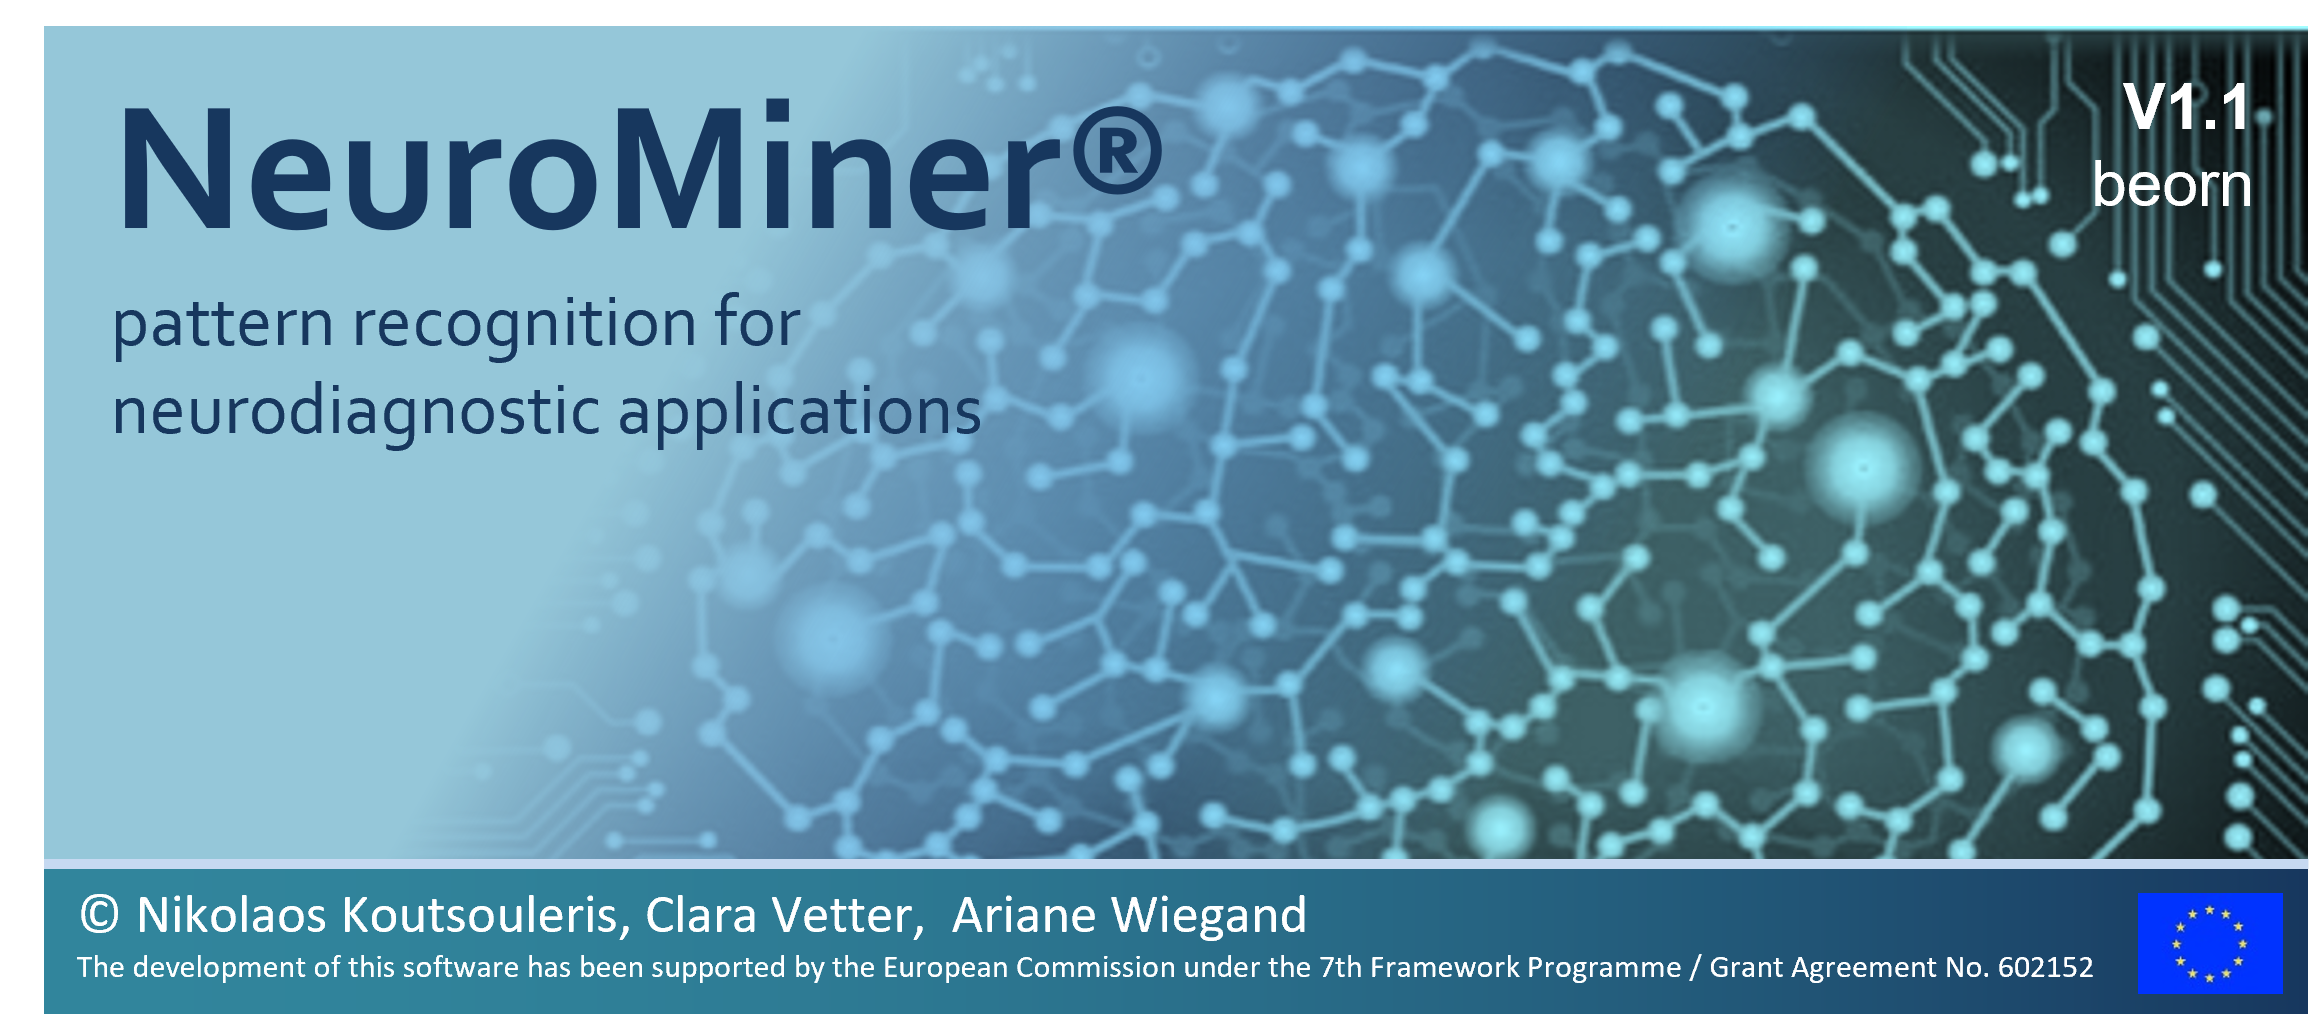 NeuroMiner®
V1.1
beorn
pattern recognition for
neurodiagnostic applications
© Nikolaos Koutsouleris, Clara Vetter,  Ariane Wiegand
The development of this software has been supported by the European Commission under the 7th Framework Programme / Grant Agreement No. 602152